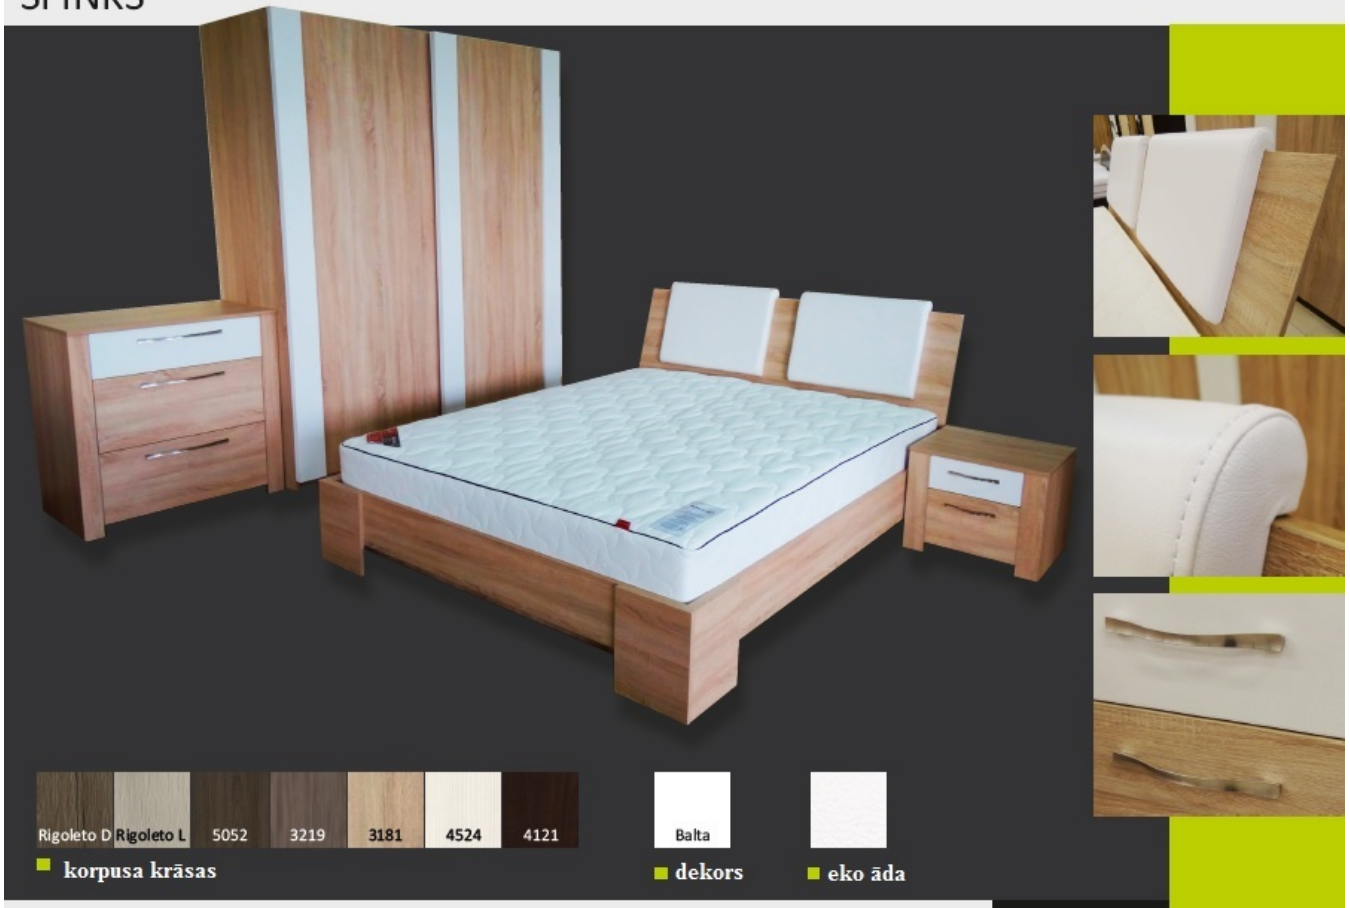 Rigoleto D Rigoleto L 5052 3219 3181 4524 4121
korpusa krāsas
Balta
dekors
eko āda